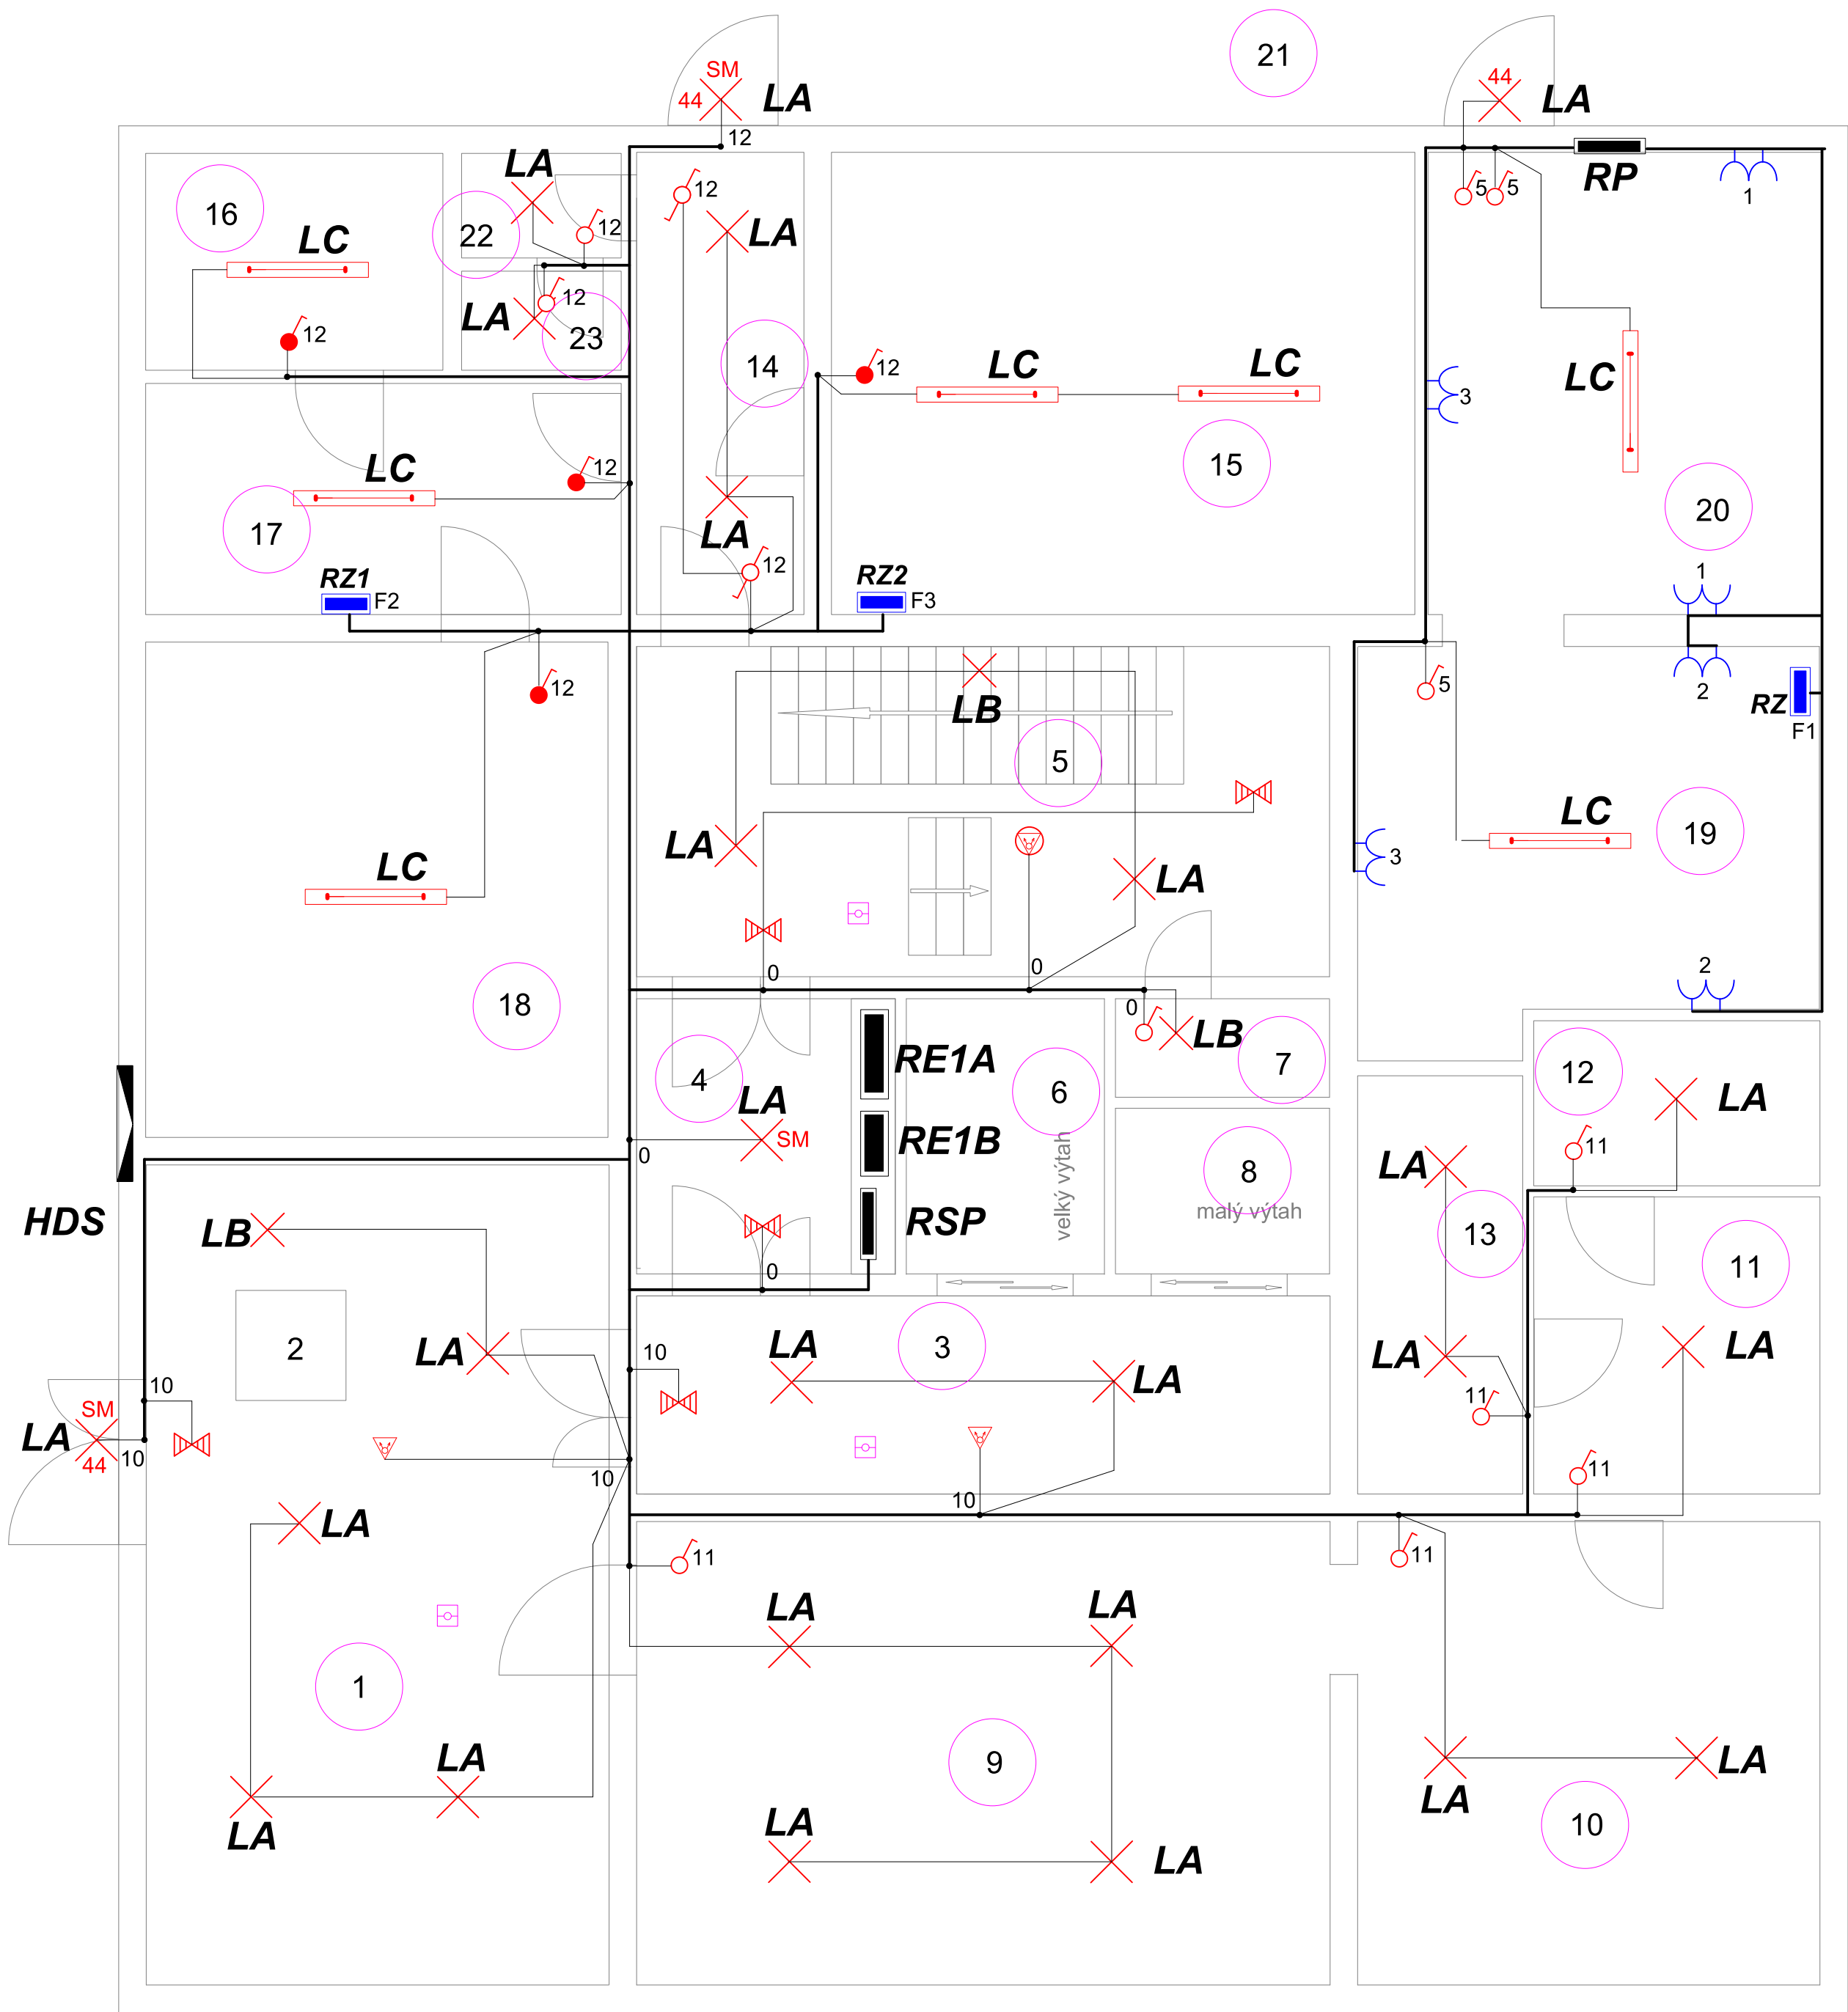 21
SM
44
LA
44
LA
12
LA
12
12
LA
5
5
RP
1
16
22
LC
12
LA
23
12
14
12
LC
LC
LC
3
12
15
LC
12
17
LA
20
RZ1
F2
12
RZ2
F3
1
12
LB
5
5
2
RZ
F1
LA
LC
19
LC
LA
3
0
0
2
18
0
LB
7
4
RE1A
6
12
LA
LA
SM
RE1B
0
velký výtah
8
malý výtah
11
LA
13
11
HDS
LB
RSP
0
2
LA
10
LA
3
LA
LA
LA
10
SM
LA
44
10
11
10
10
11
LA
11
11
1
LA
LA
9
LA
LA
LA
LA
10
LA
LA